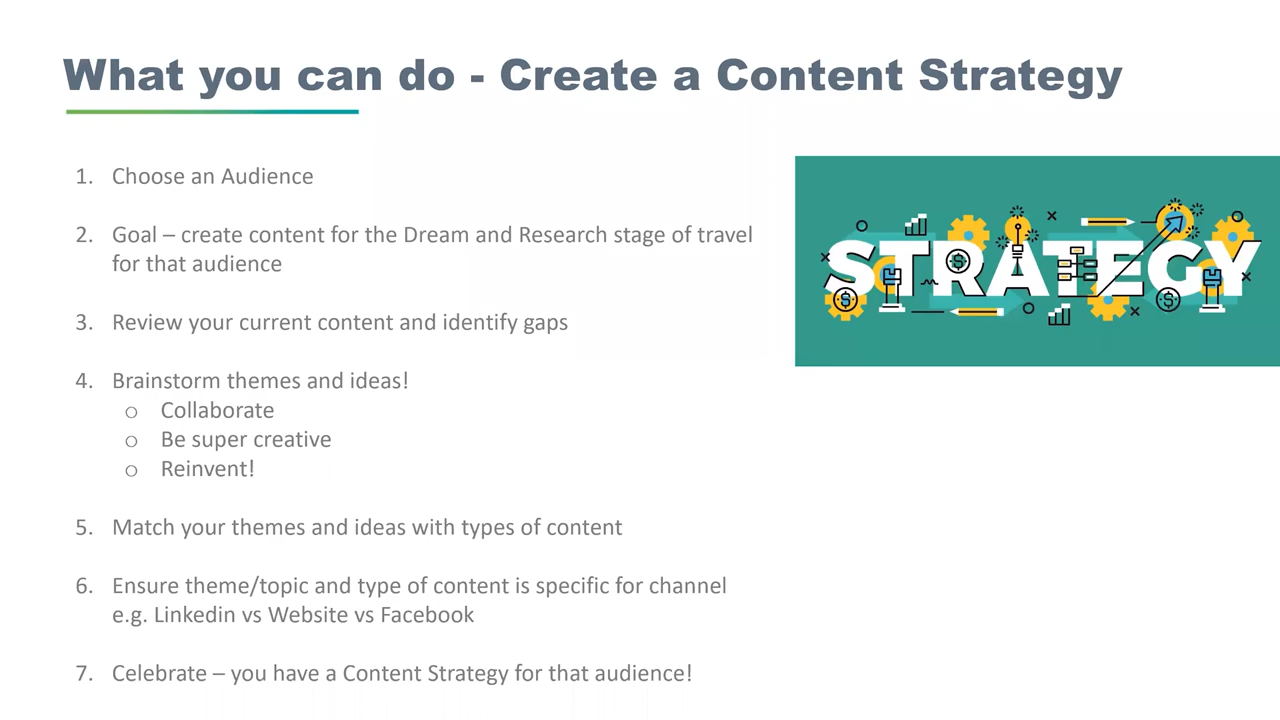 What you can do - Create a Content Strategy
1. Choose an Audience
2. Goal – create content for the Dream and Research stage of travel
for that audience
3. Review your current content and identify gaps
4. Brainstorm themes and ideas!
o Collaborate
o Be super creative
o Reinvent!
5. Match your themes and ideas with types of content
6. Ensure theme/topic and type of content is specific for channel
e.g. Linkedin vs Website vs Facebook
7. Celebrate – you have a Content Strategy for that audience!
STRATEGY